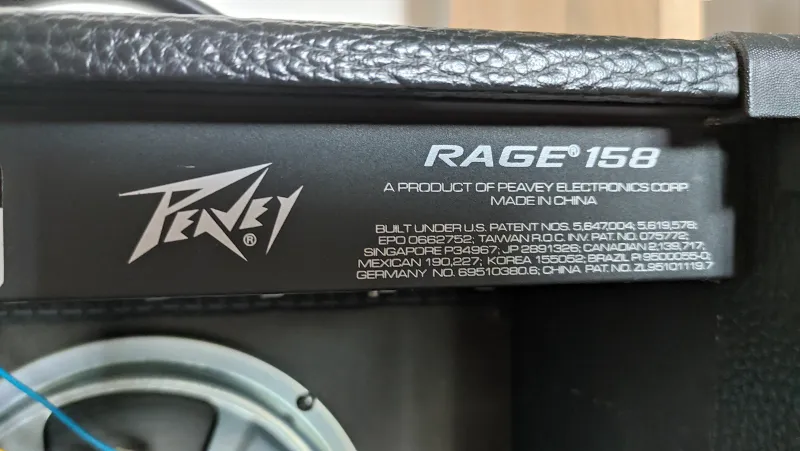 PEAVEY®
RAGE® 158
A PRODUCT OF PEAVEY ELECTRONICS CORP.
MADE IN CHINA
BUILT UNDER U.S. PATENT NOS. 5,647,004; 5,619,578;
EPO 0662752; TAIWAN R.O.C. INV. PAT. NO. 075772;
SINGAPORE P34967; JP 2891326; CANADIAN 2,139,717;
MEXICAN 190,227; KOREA 155052; BRAZIL PI 9500055-0;
GERMANY NO. 69510380.6; CHINA PAT. NO. ZL95101119.7